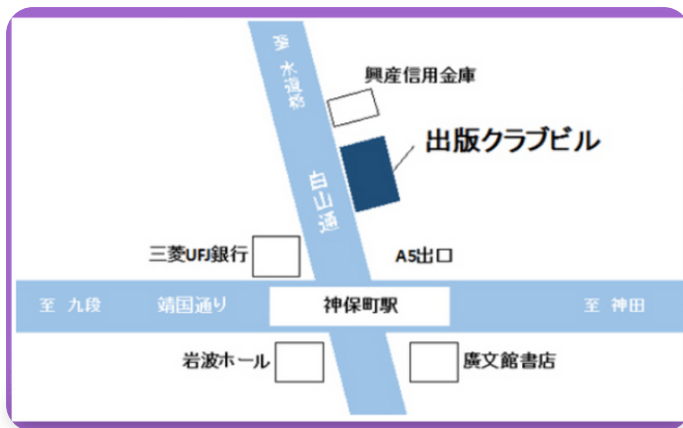 至 水道橋
興産信用金庫
出版クラブビル
白山通
三菱UFJ銀行
A5出口
至 九段
靖国通り
神保町駅
至 神田
岩波ホール
廣文館書店